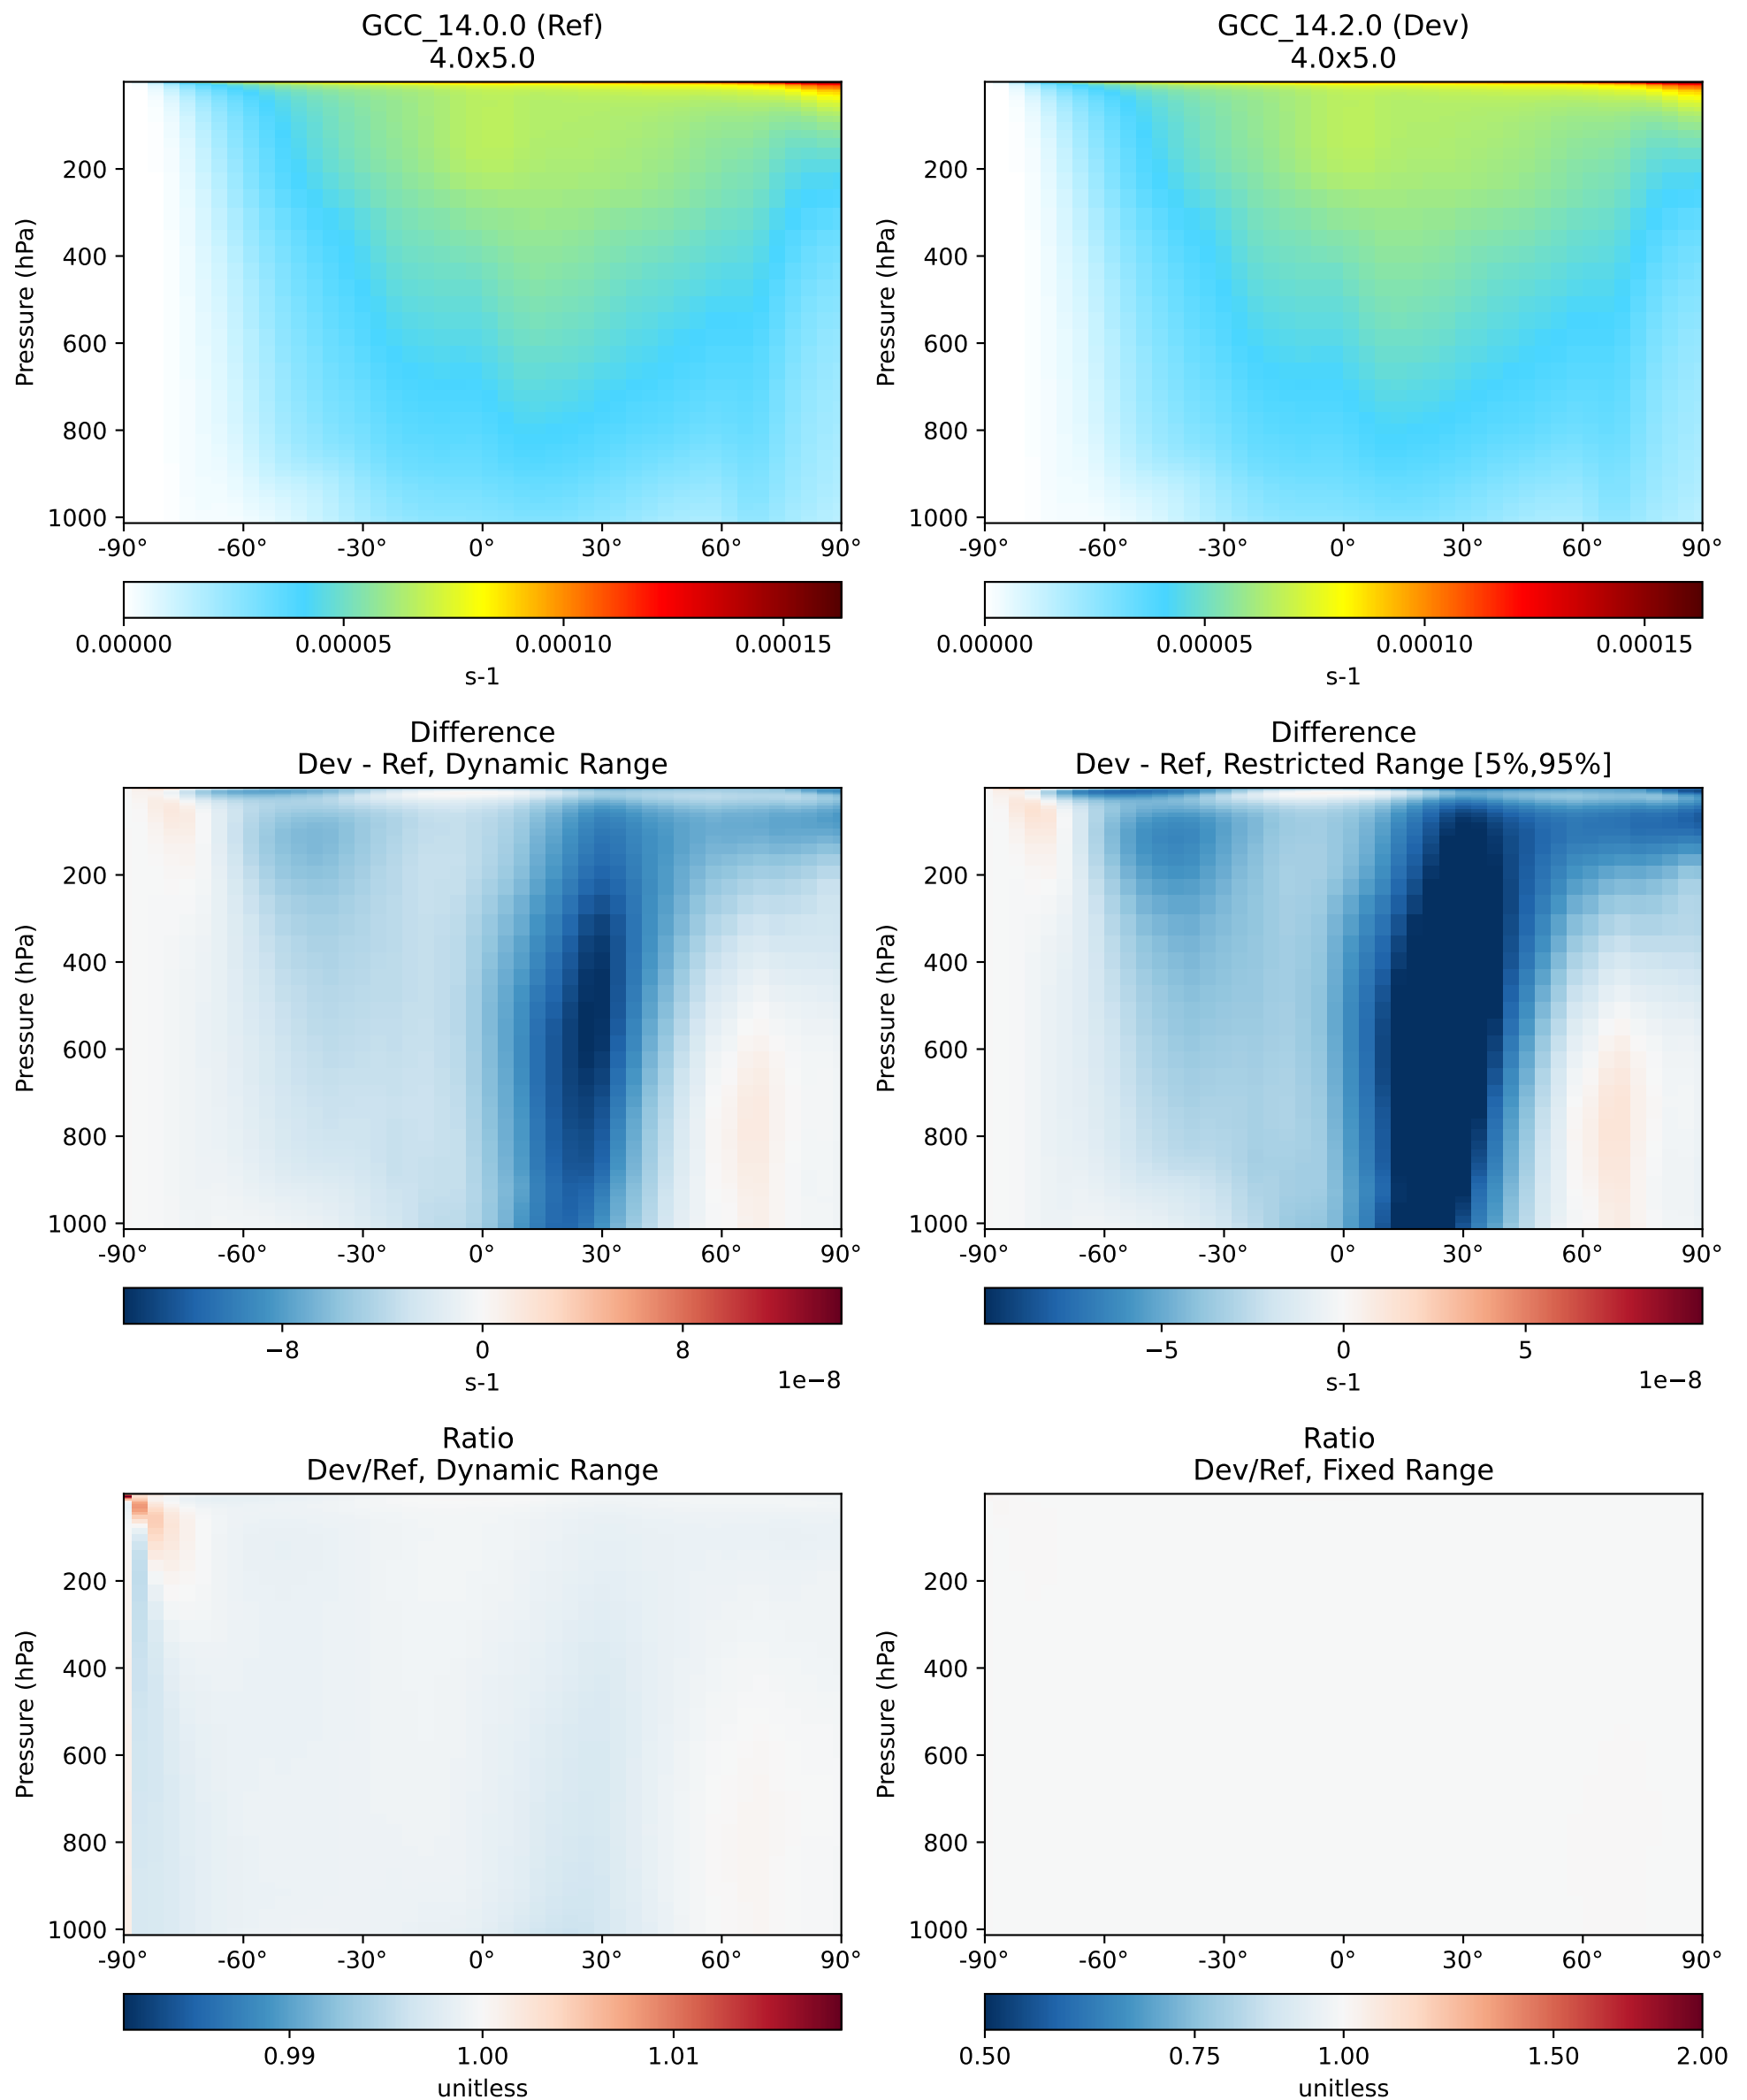 GCC_14.0.0 (Ref)
4.0x5.0
GCC_14.2.0 (Dev)
4.0x5.0
Pressure (hPa)
200
400
600
800
1000
-90° -60° -30° 0° 30° 60° 90°
0.00000 0.00005 0.00010 0.00015
s-1
Pressure (hPa)
200
400
600
800
1000
-90° -60° -30° 0° 30° 60° 90°
0.00000 0.00005 0.00010 0.00015
s-1
Difference
Dev - Ref, Dynamic Range
Pressure (hPa)
200
400
600
800
1000
-90° -60° -30° 0° 30° 60° 90°
−8 0 8
s-1 1e−8
Difference
Dev - Ref, Restricted Range [5%,95%]
Pressure (hPa)
200
400
600
800
1000
-90° -60° -30° 0° 30° 60° 90°
−5 0 5
s-1 1e−8
Ratio
Dev/Ref, Dynamic Range
Pressure (hPa)
200
400
600
800
1000
-90° -60° -30° 0° 30° 60° 90°
0.99 1.00 1.01
unitless
Ratio
Dev/Ref, Fixed Range
Pressure (hPa)
200
400
600
800
1000
-90° -60° -30° 0° 30° 60° 90°
0.50 0.75 1.00 1.50 2.00
unitless